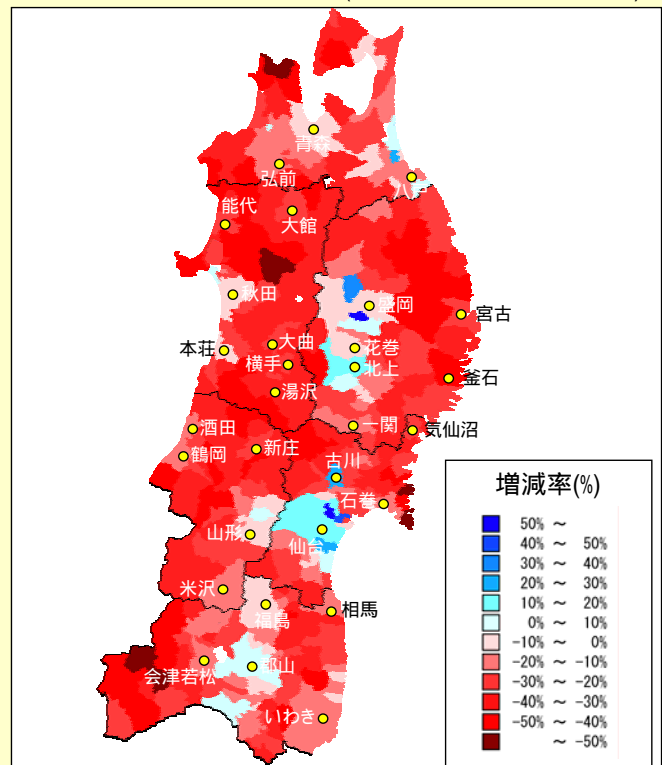 青森
弘前
八戸
能代
大館
秋田
盛岡
宮古
本荘
大曲
花巻
横手
北上
釜石
湯沢
一関
気仙沼
酒田
新庄
鶴岡
古川
石巻
山形
仙台
米沢
福島
相馬
会津若松
郡山
いわき
増減率(%)
50% ~
40% ~ 50%
30% ~ 40%
20% ~ 30%
10% ~ 20%
0% ~ 10%
-10% ~ 0%
-20% ~ -10%
-30% ~ -20%
-40% ~ -30%
-50% ~ -40%
~ -50%